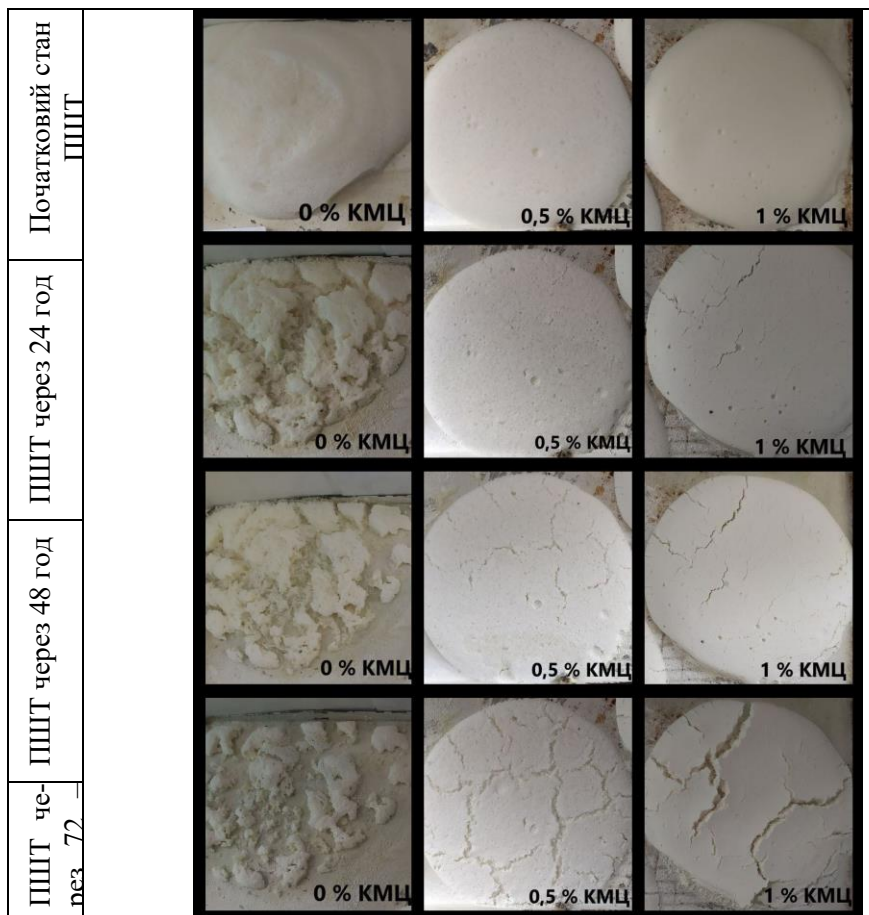 Початковий стан
ПШТ
0 % КМЦ
0,5 % КМЦ
1 % КМЦ
ПШТ через 24 год
0 % КМЦ
0,5 % КМЦ
1 % КМЦ
ПШТ через 48 год
0 % КМЦ
0,5 % КМЦ
1 % КМЦ
ПШТ че-
рез 72 –
0 % КМЦ
0,5 % КМЦ
1 % КМЦ